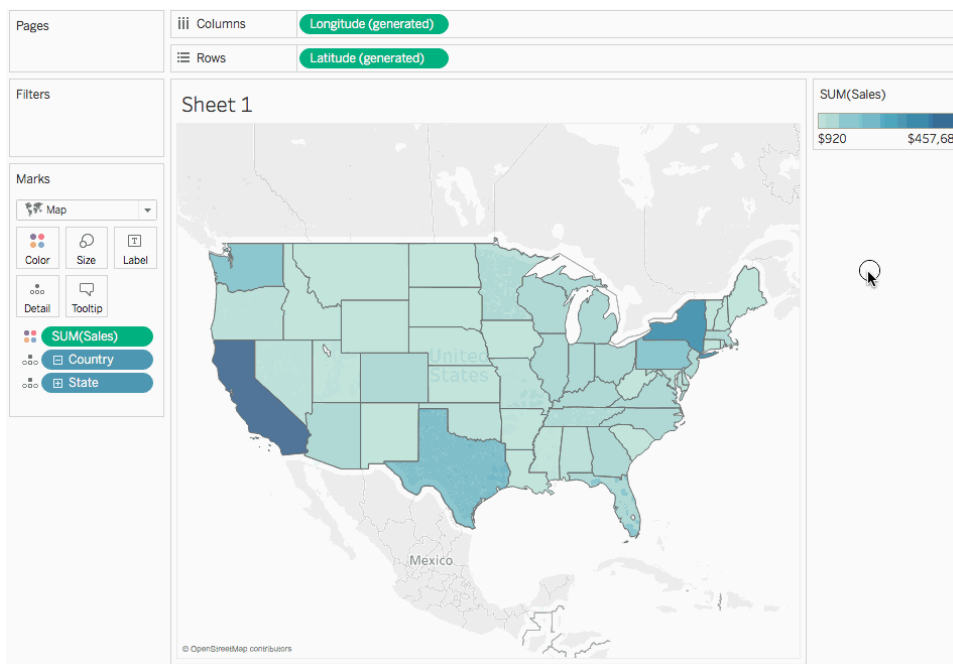 Pages
Columns
Longitude (generated)
Rows
Latitude (generated)
Filters
Marks
Map
Color
Size
Label
Detail
Tooltip
SUM(Sales)
Country
State
Sheet 1
United
States
Mexico
© OpenStreetMap contributors
SUM(Sales)
$920
$457,68